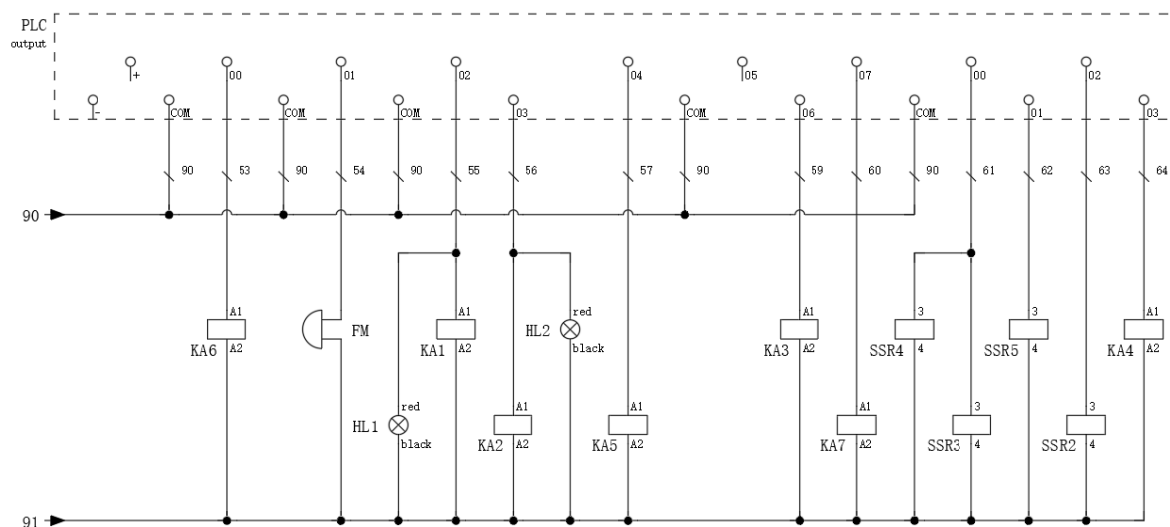 PLC
output
+ 00 01 02 04 05 07 00 02
- COM COM COM 03 COM 06 COM 01 03
90 53 90 54 90 55 56 57 90 59 60 90 61 62 63 64
90
A1 A1 red A1 3 3 A1
KA6 FM KA1 HL2 KA3 SSR4 SSR5 KA4
A2 A2 black A2 4 4 A2
red A1 A1 A1 3 3
HL1 KA2 KA5 KA7 SSR3 SSR2
black A2 A2 A2 4 4
91